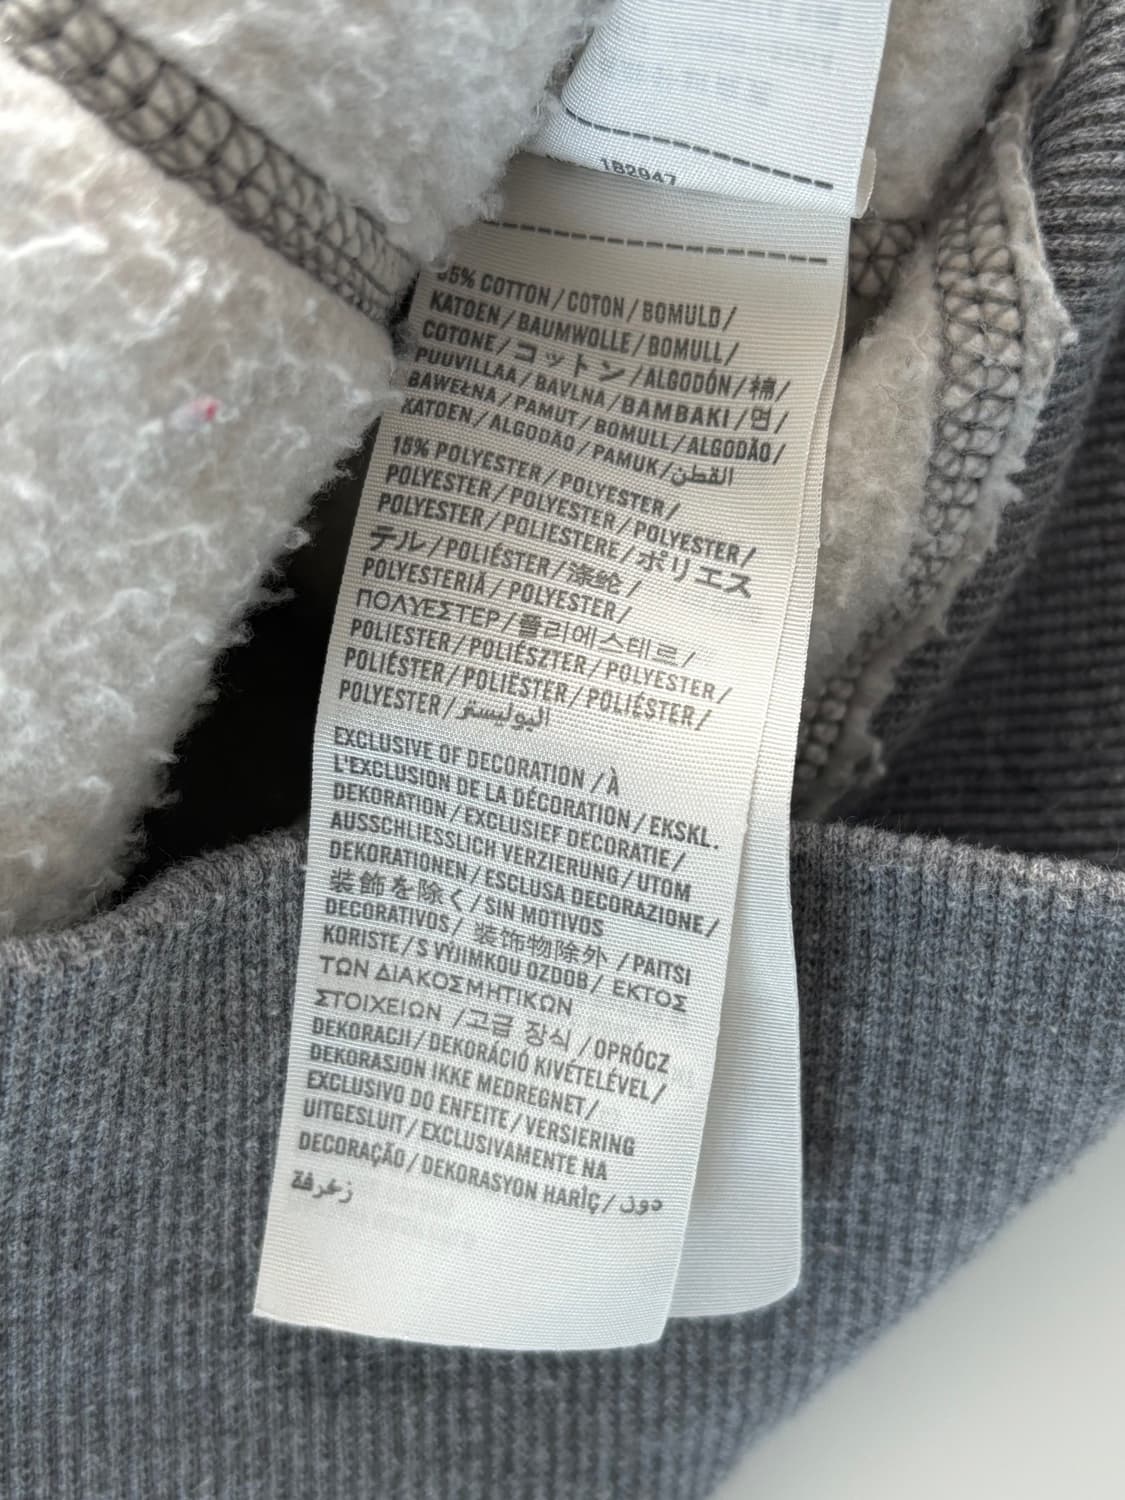 182947
85% COTTON / COTON / BOMULD /
KATOEN / BAUMWOLLE / BOMULL /
COTONE / コットン / ALGODÓN / 棉 /
PUUVILLAA / BAVLNA / BAMBAKI / 면 /
BAWEŁNA / PAMUT / BOMULL / ALGODÃO /
KATOEN / ALGODÃO / PAMUK / القطن
15% POLYESTER / POLYESTER /
POLYESTER / POLYESTER / POLYESTER /
POLYESTER / POLIESTERE / ポリエス
テル / POLIÉSTER / 涤纶 /
POLYESTERIÄ / POLYESTER /
ΠΟΛΥΕΣΤΕΡ / 폴리에스테르 /
POLIESTER / POLIÉSZTER / POLYESTER /
POLIÉSTER / POLIÉSTER / POLIÉSTER /
POLYESTER / اليوليستر
EXCLUSIVE OF DECORATION / À
L'EXCLUSION DE LA DÉCORATION / EKSKL.
DEKORATION / EXCLUSIEF DECORATIE /
AUSSCHLIESSLICH VERZIERUNG / UTOM
DEKORATIONEN / ESCLUSA DECORAZIONE /
装飾を除く / SIN MOTIVOS
DECORATIVOS / 装饰物除外 / PAITSI
KORISTE / S VÝJIMKOU OZDOB / ΕΚΤΟΣ
ΤΩΝ ΔΙΑΚΟΣΜΗΤΙΚΩΝ
ΣΤΟΙΧΕΙΩΝ / 고급 장식 / OPRÓCZ
DEKORACJI / DEKORÁCIÓ KIVÉTELÉVEL /
DEKORASJON IKKE MEDREGNET /
EXCLUSIVO DO ENFEITE / VERSIERING
UITGESLUIT / EXCLUSIVAMENTE NA
DECORAÇÃO / DEKORASYON HARİÇ / دون
زخرفة